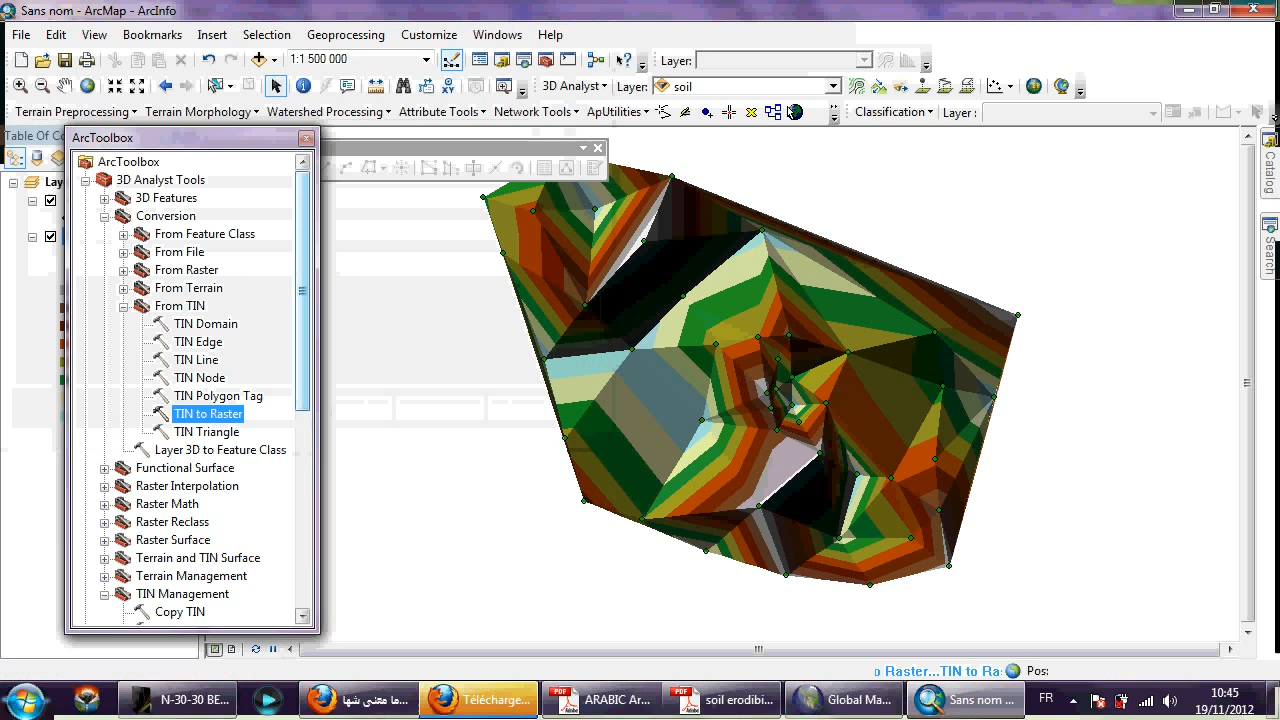 Sans nom - ArcMap - ArcInfo
File Edit View Bookmarks Insert Selection Geoprocessing Customize Windows Help
1:1 500 000 Layer:
3D Analyst Layer: soil
Terrain Preprocessing Terrain Morphology Watershed Processing Attribute Tools Network Tools ApUtilities Classification Layer :
Table Of Co
ArcToolbox
ArcToolbox
Lay
3D Analyst Tools
3D Features
Conversion
From Feature Class
From File
From Raster
From Terrain
From TIN
TIN Domain
TIN Edge
TIN Line
TIN Node
TIN Polygon Tag
TIN to Raster
TIN Triangle
Layer 3D to Feature Class
Functional Surface
Raster Interpolation
Raster Math
Raster Reclass
Raster Surface
Terrain and TIN Surface
Terrain Management
TIN Management
Copy TIN
Catalog
Search
o Raster...TIN to Ra: Pos:
N-30-30 BE... ما معنى شها... Télécharge... PDF ARABIC Ar... PDF soil erodibi... Global Ma... Sans nom ... FR 10:45
19/11/2012